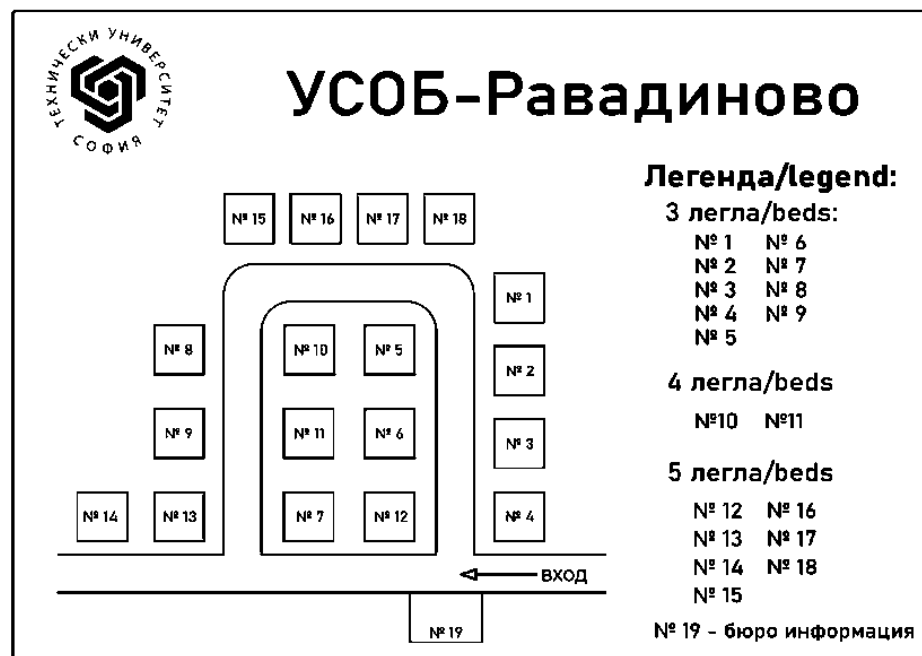 ТЕХНИЧЕСКИ УНИВЕРСИТЕТ
СОФИЯ
УСОБ-Равадиново
№ 15 № 16 № 17 № 18
№ 1
№ 8 № 10 № 5
№ 2
№ 9 № 11 № 6
№ 3
№ 14 № 13 № 7 № 12 № 4
ВХОД
№ 19
Легенда/legend:
3 легла/beds:
№ 1 № 6
№ 2 № 7
№ 3 № 8
№ 4 № 9
№ 5
4 легла/beds
№10 №11
5 легла/beds
№ 12 № 16
№ 13 № 17
№ 14 № 18
№ 15
№ 19 - бюро информация